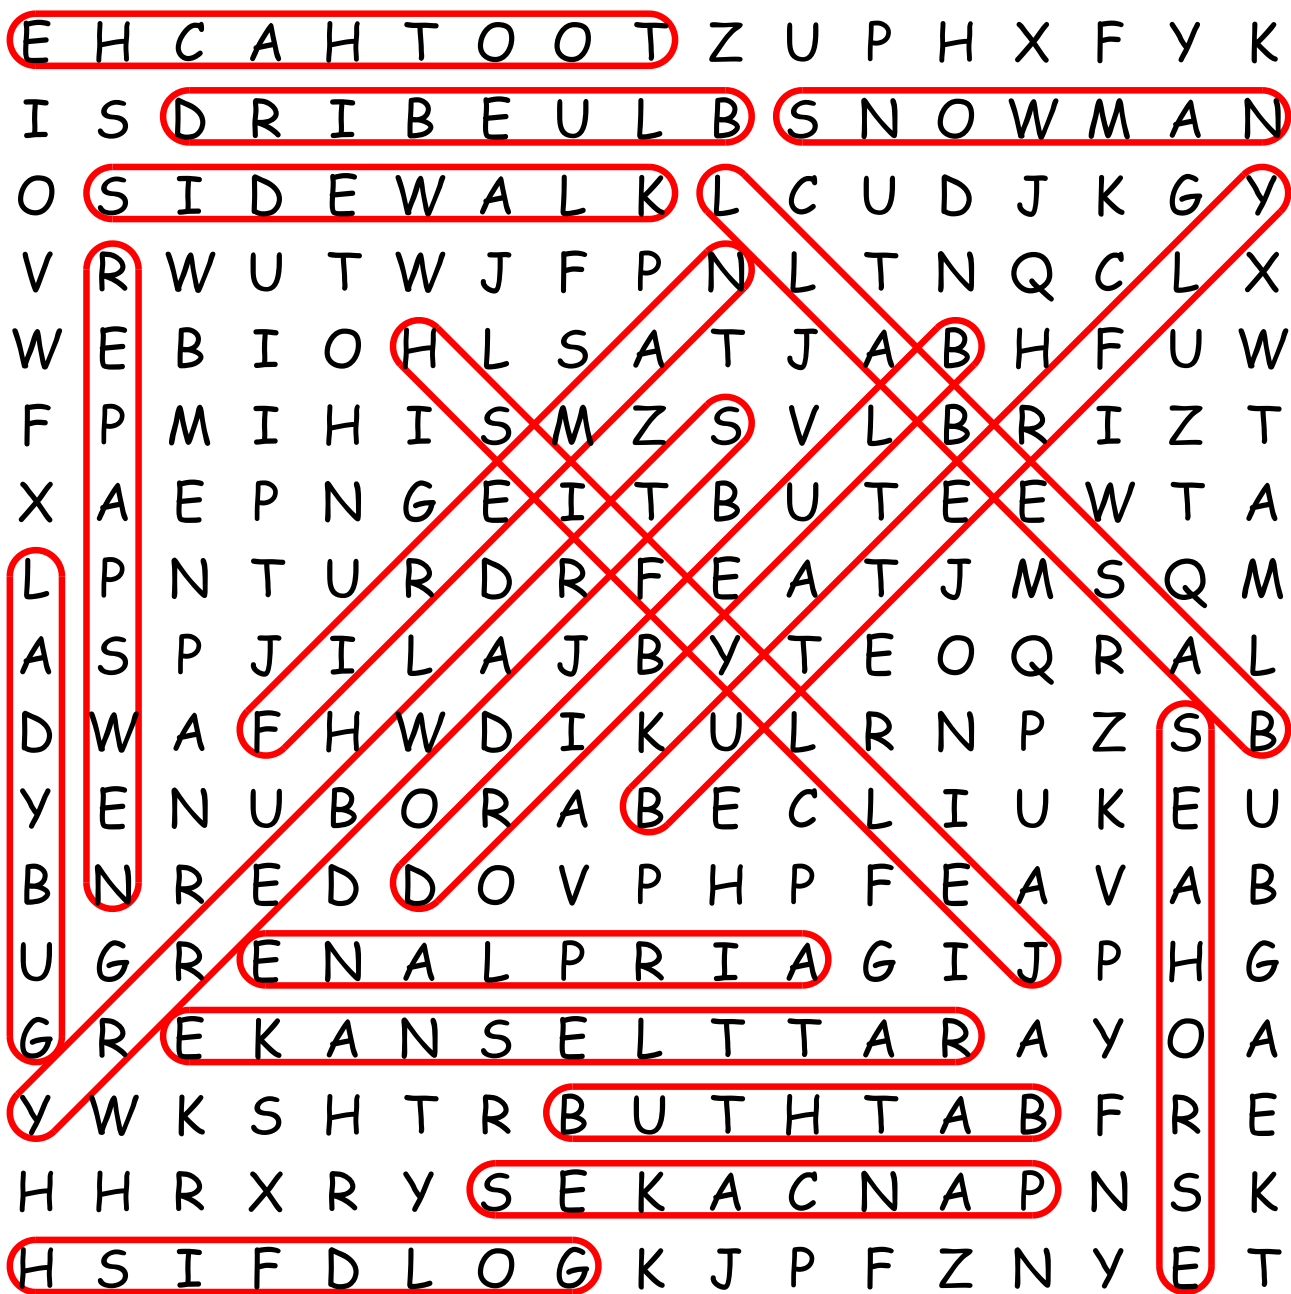 E H C A H T O O T Z U P H X F Y K
I S D R I B E U L B S N O W M A N
O S I D E W A L K L C U D J K G Y
V R W U T W J F P N L T N Q C L X
W E B I O H L S A T J A B H F U W
F P M I H I S M Z S V L B R I Z T
X A E P N G E I T B U T E E W T A
L P N T U R D R F E A T J M S Q M
A S P J I L A J B Y T E O Q R A L
D W A F H W D I K U L R N P Z S B
Y E N U B O R A B E C L I U K E U
B N R E D D O V P H P F E A V A B
U G R E N A L P R I A G I J P H G
G R E K A N S E L T T A R A Y O A
Y W K S H T R B U T H T A B F R E
H H R X R Y S E K A C N A P N S K
H S I F D L O G K J P F Z N Y E T